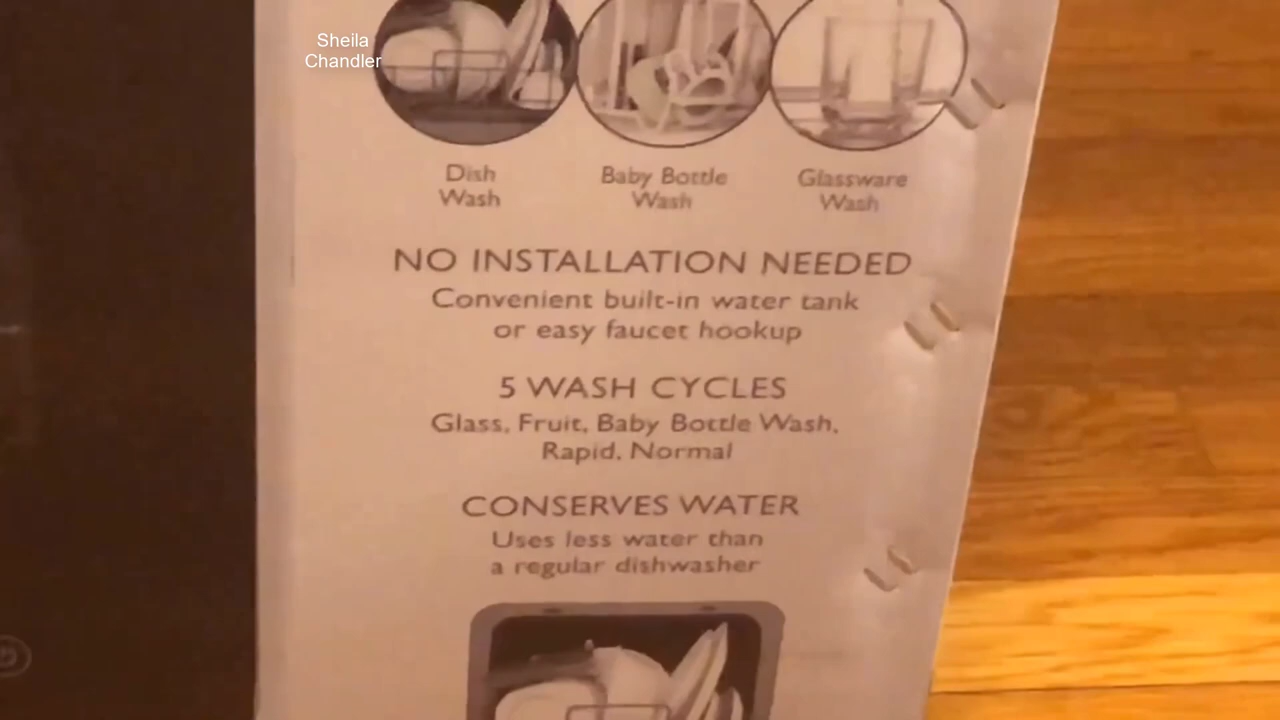 Sheila
Chandler
Dish
Wash
Baby Bottle
Wash
Glassware
Wash
NO INSTALLATION NEEDED
Convenient built-in water tank
or easy faucet hookup
5 WASH CYCLES
Glass, Fruit, Baby Bottle Wash,
Rapid, Normal
CONSERVES WATER
Uses less water than
a regular dishwasher